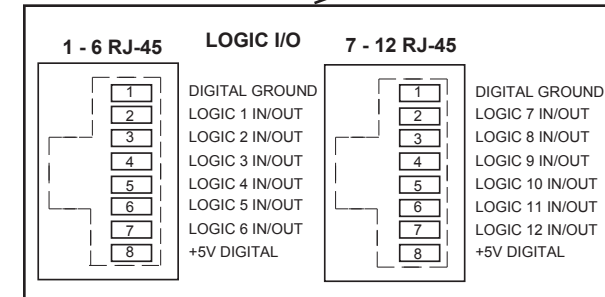 1 - 6 RJ-45 LOGIC I/O 7 - 12 RJ-45
1 DIGITAL GROUND
2 LOGIC 1 IN/OUT
3 LOGIC 2 IN/OUT
4 LOGIC 3 IN/OUT
5 LOGIC 4 IN/OUT
6 LOGIC 5 IN/OUT
7 LOGIC 6 IN/OUT
8 +5V DIGITAL
1 DIGITAL GROUND
2 LOGIC 7 IN/OUT
3 LOGIC 8 IN/OUT
4 LOGIC 9 IN/OUT
5 LOGIC 10 IN/OUT
6 LOGIC 11 IN/OUT
7 LOGIC 12 IN/OUT
8 +5V DIGITAL